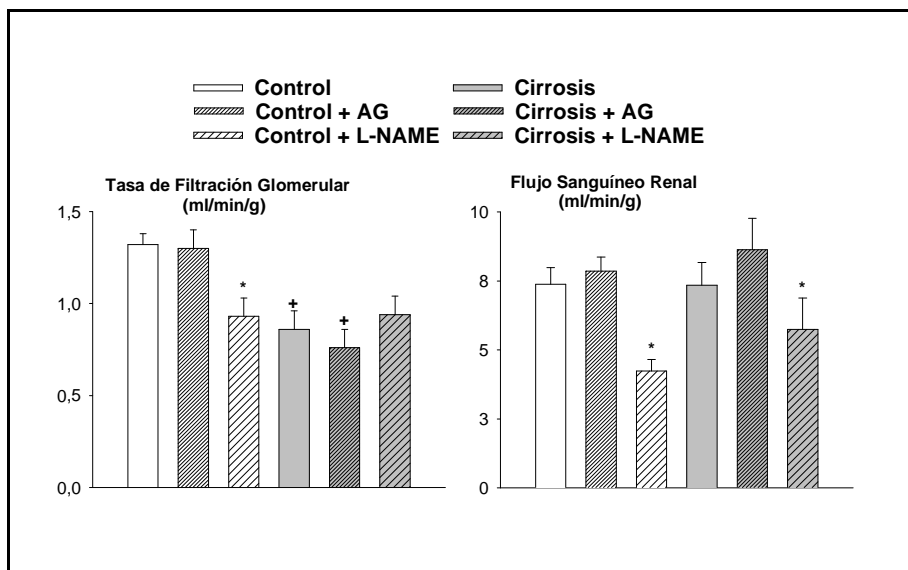 Control
Cirrosis
Control + AG
Cirrosis + AG
Control + L-NAME
Cirrosis + L-NAME
Tasa de Filtración Glomerular
(ml/min/g)
1,5
1,0
0,5
0,0
*
+
+
Flujo Sanguíneo Renal
(ml/min/g)
10
8
5
3
0
*
*